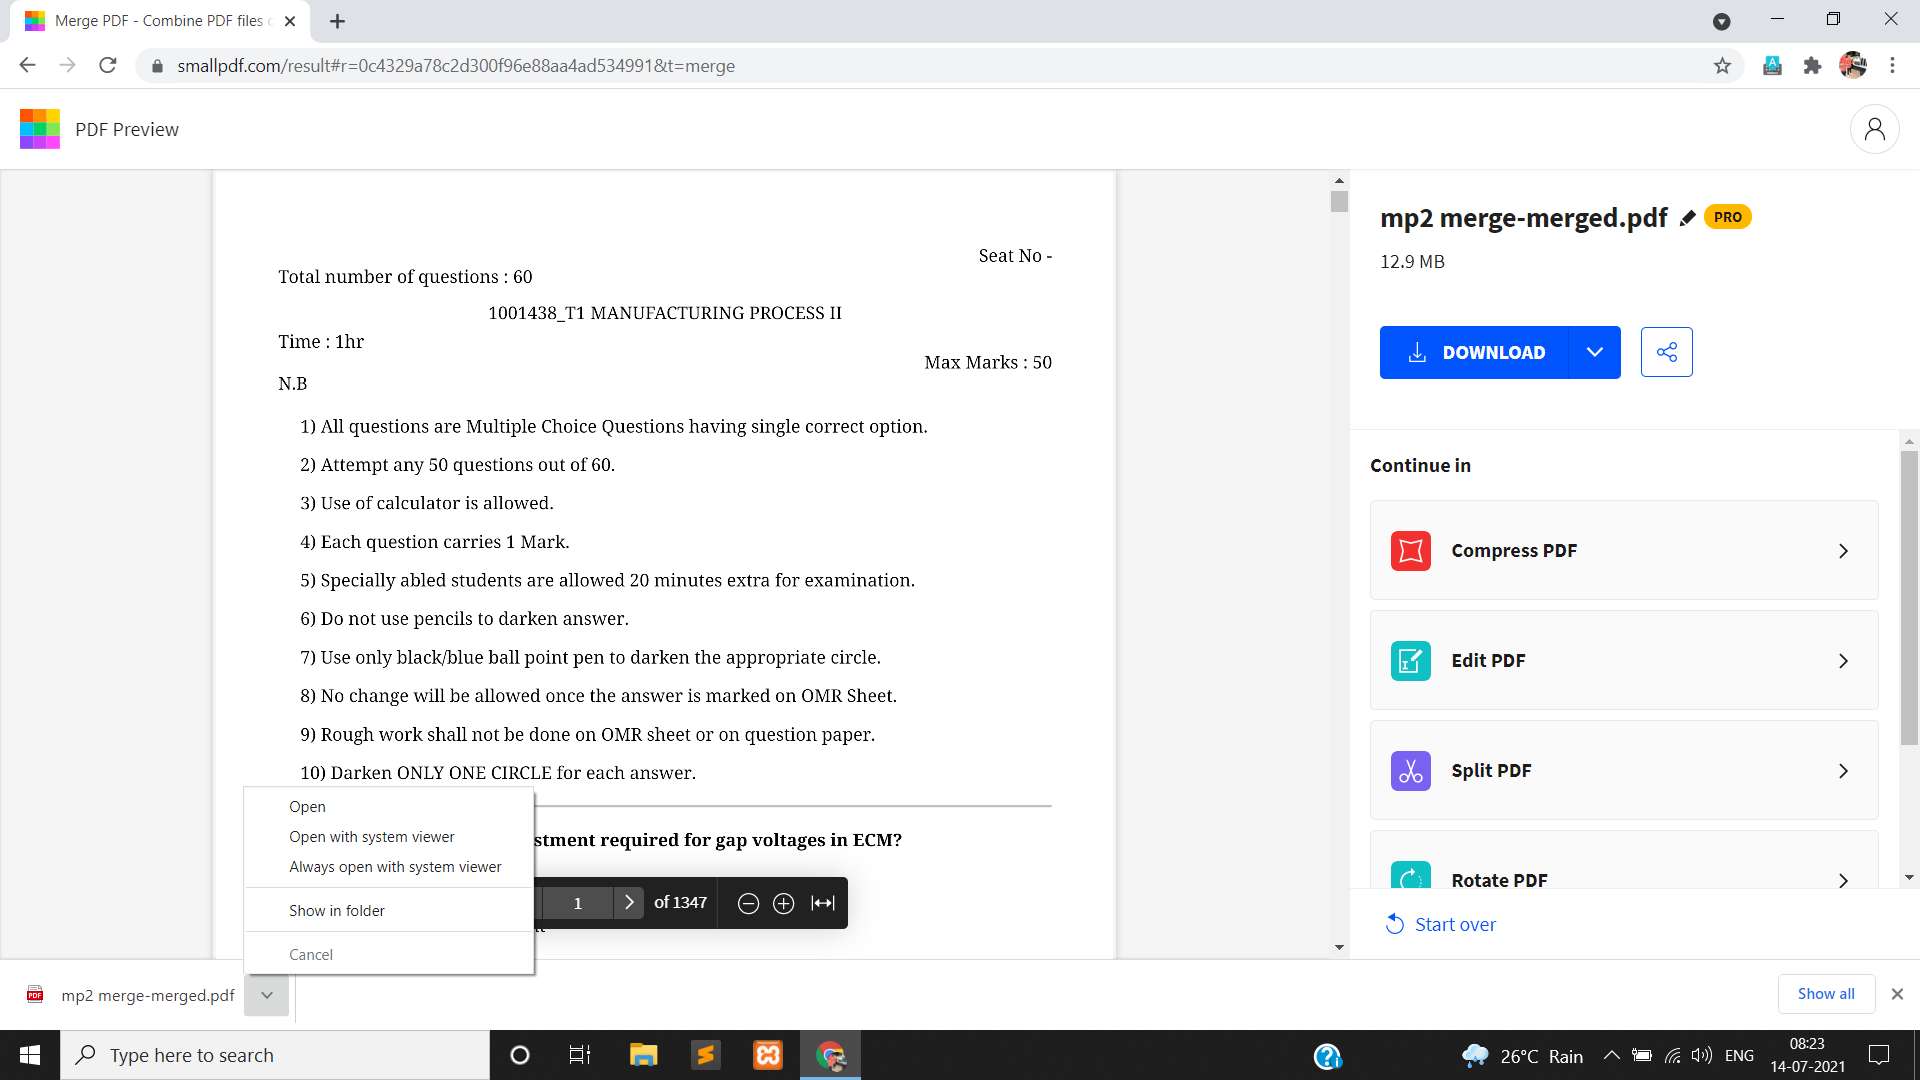 Merge PDF - Combine PDF files
smallpdf.com/result#r=0c4329a78c2d300f96e88aa4ad534991&t=merge
PDF Preview
Seat No -
Total number of questions : 60
1001438_T1 MANUFACTURING PROCESS II
Time : 1hr
Max Marks : 50
N.B
1) All questions are Multiple Choice Questions having single correct option.
2) Attempt any 50 questions out of 60.
3) Use of calculator is allowed.
4) Each question carries 1 Mark.
5) Specially abled students are allowed 20 minutes extra for examination.
6) Do not use pencils to darken answer.
7) Use only black/blue ball point pen to darken the appropriate circle.
8) No change will be allowed once the answer is marked on OMR Sheet.
9) Rough work shall not be done on OMR sheet or on question paper.
10) Darken ONLY ONE CIRCLE for each answer.
stment required for gap voltages in ECM?
1 of 1347
Open
Open with system viewer
Always open with system viewer
Show in folder
Cancel
mp2 merge-merged.pdf PRO
12.9 MB
DOWNLOAD
Continue in
Compress PDF
Edit PDF
Split PDF
Rotate PDF
Start over
PDF mp2 merge-merged.pdf
Show all
Type here to search
26°C Rain
ENG
08:23
14-07-2021